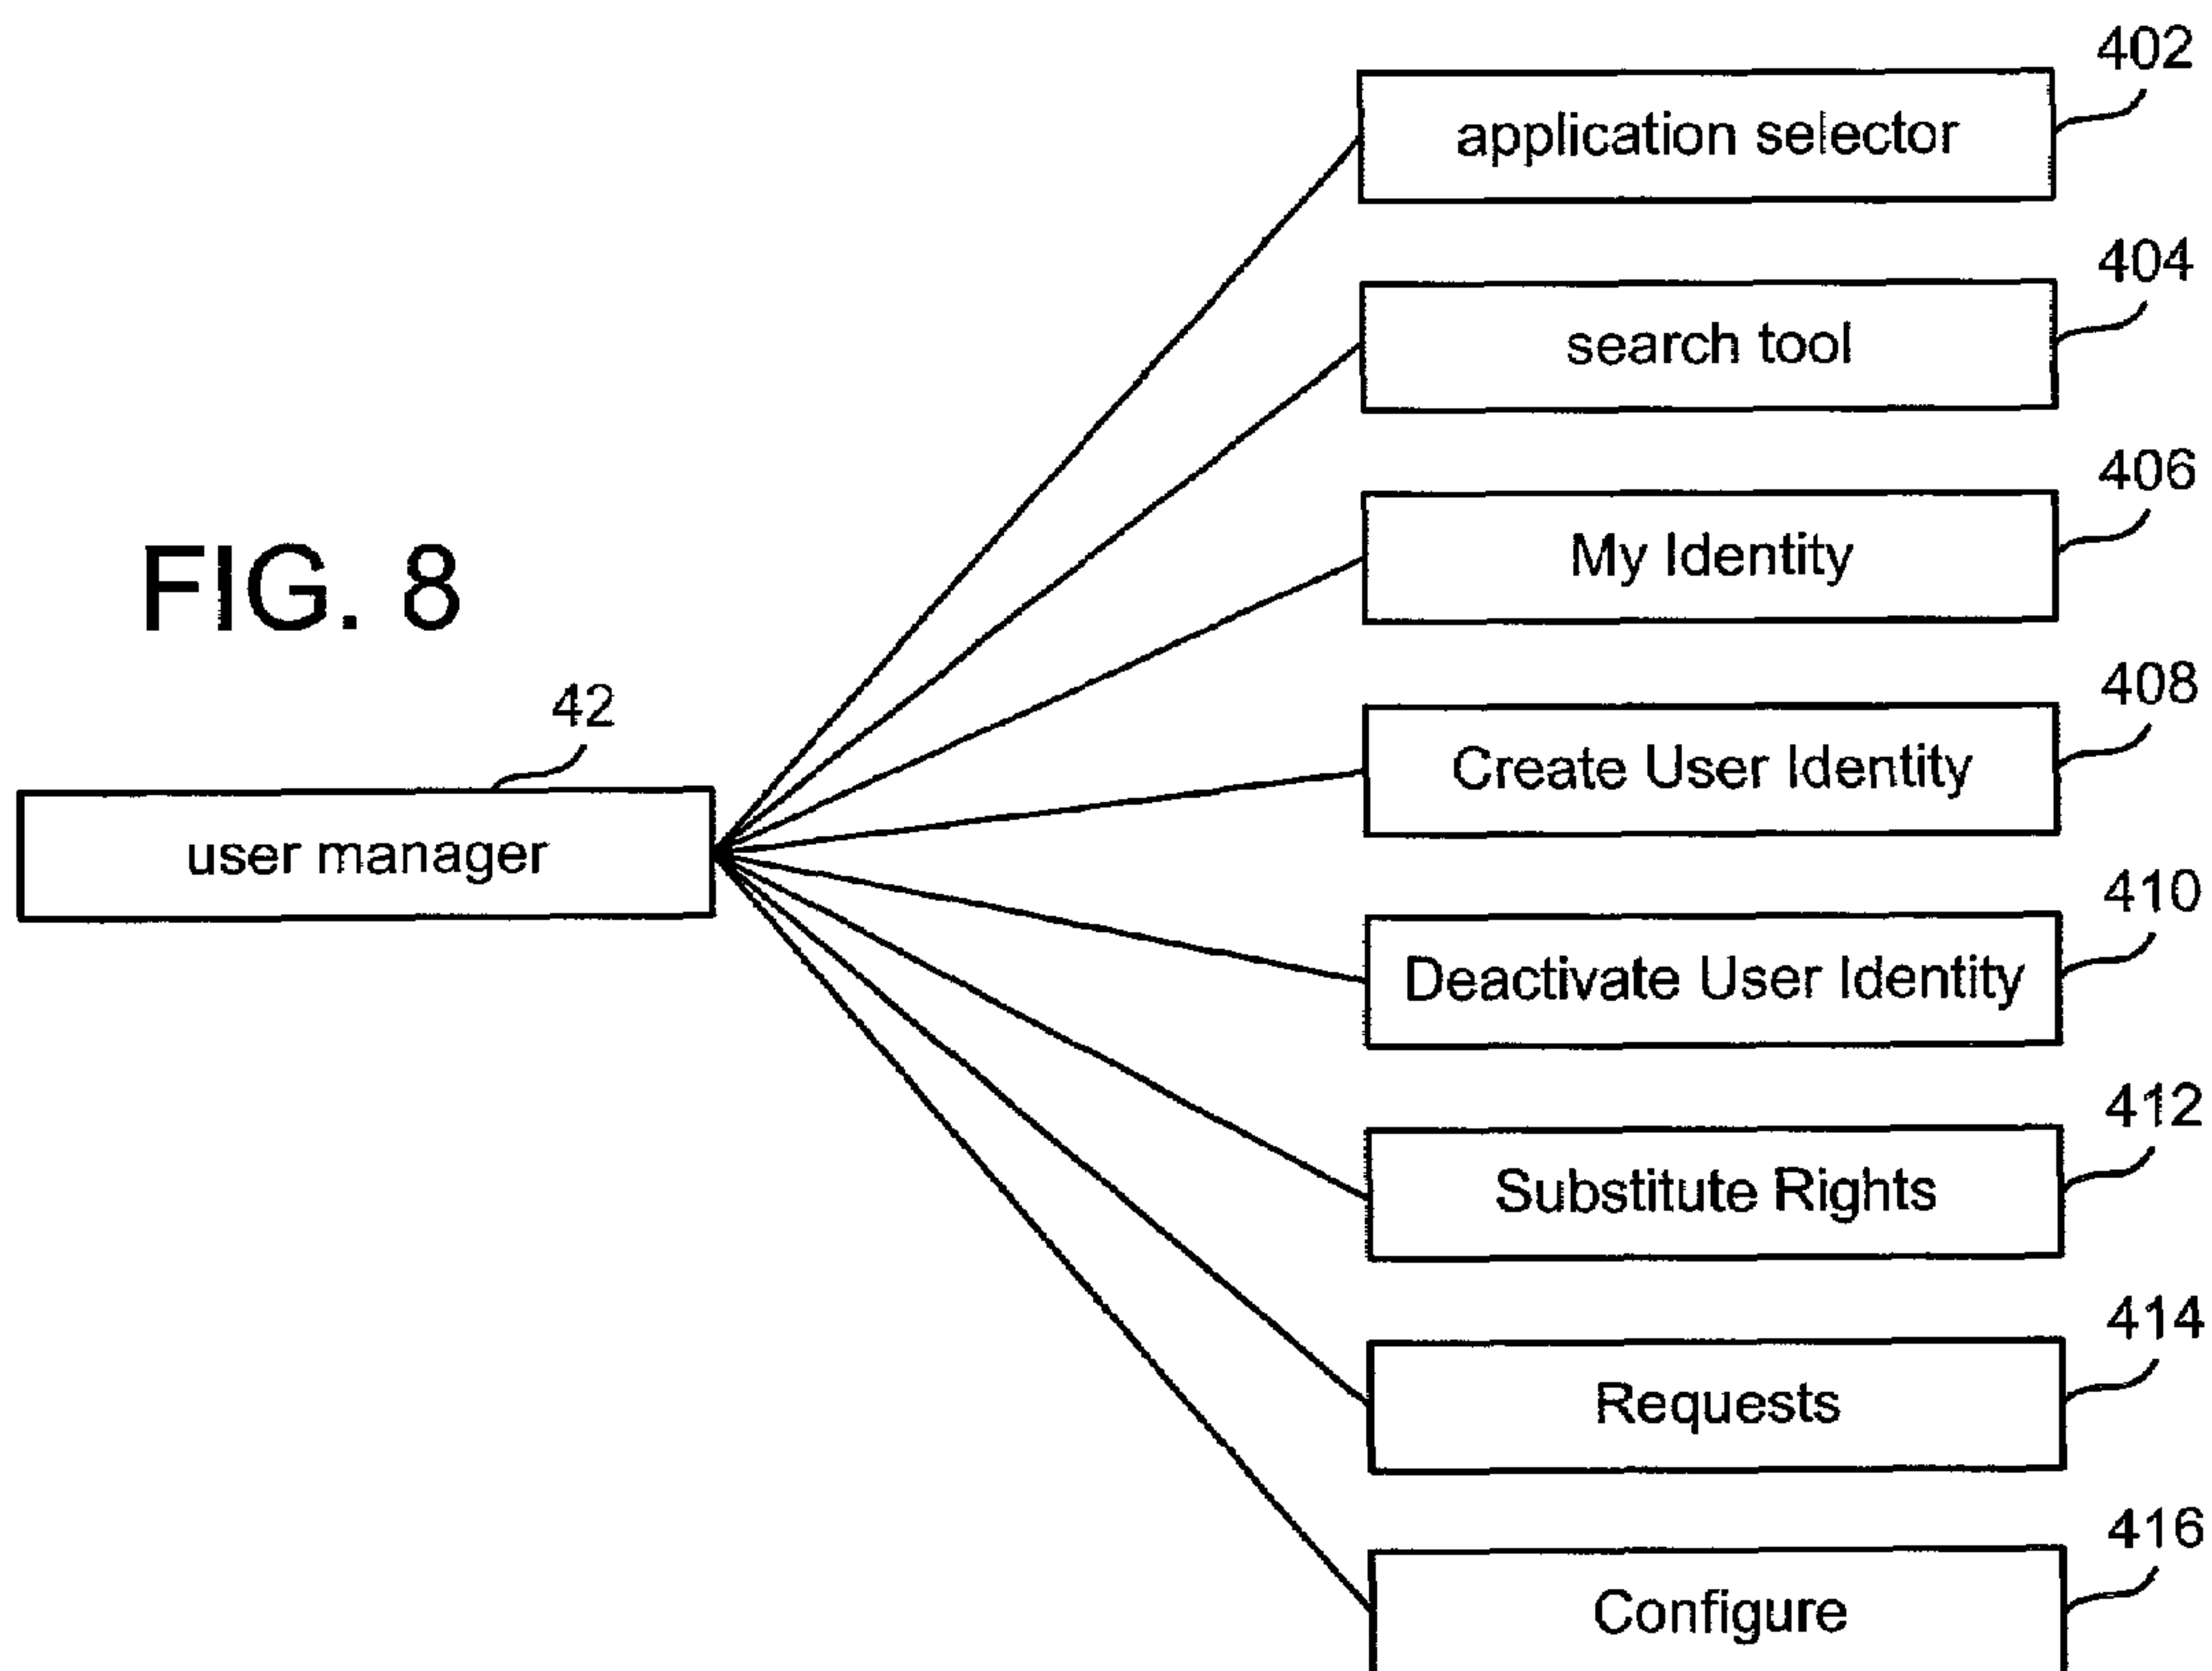 402
application selector
404
search tool
406
My Identity
FIG. 8
408
Create User Identity
42
user manager
410
Deactivate User Identity
412
Substitute Rights
414
Requests
416
Configure